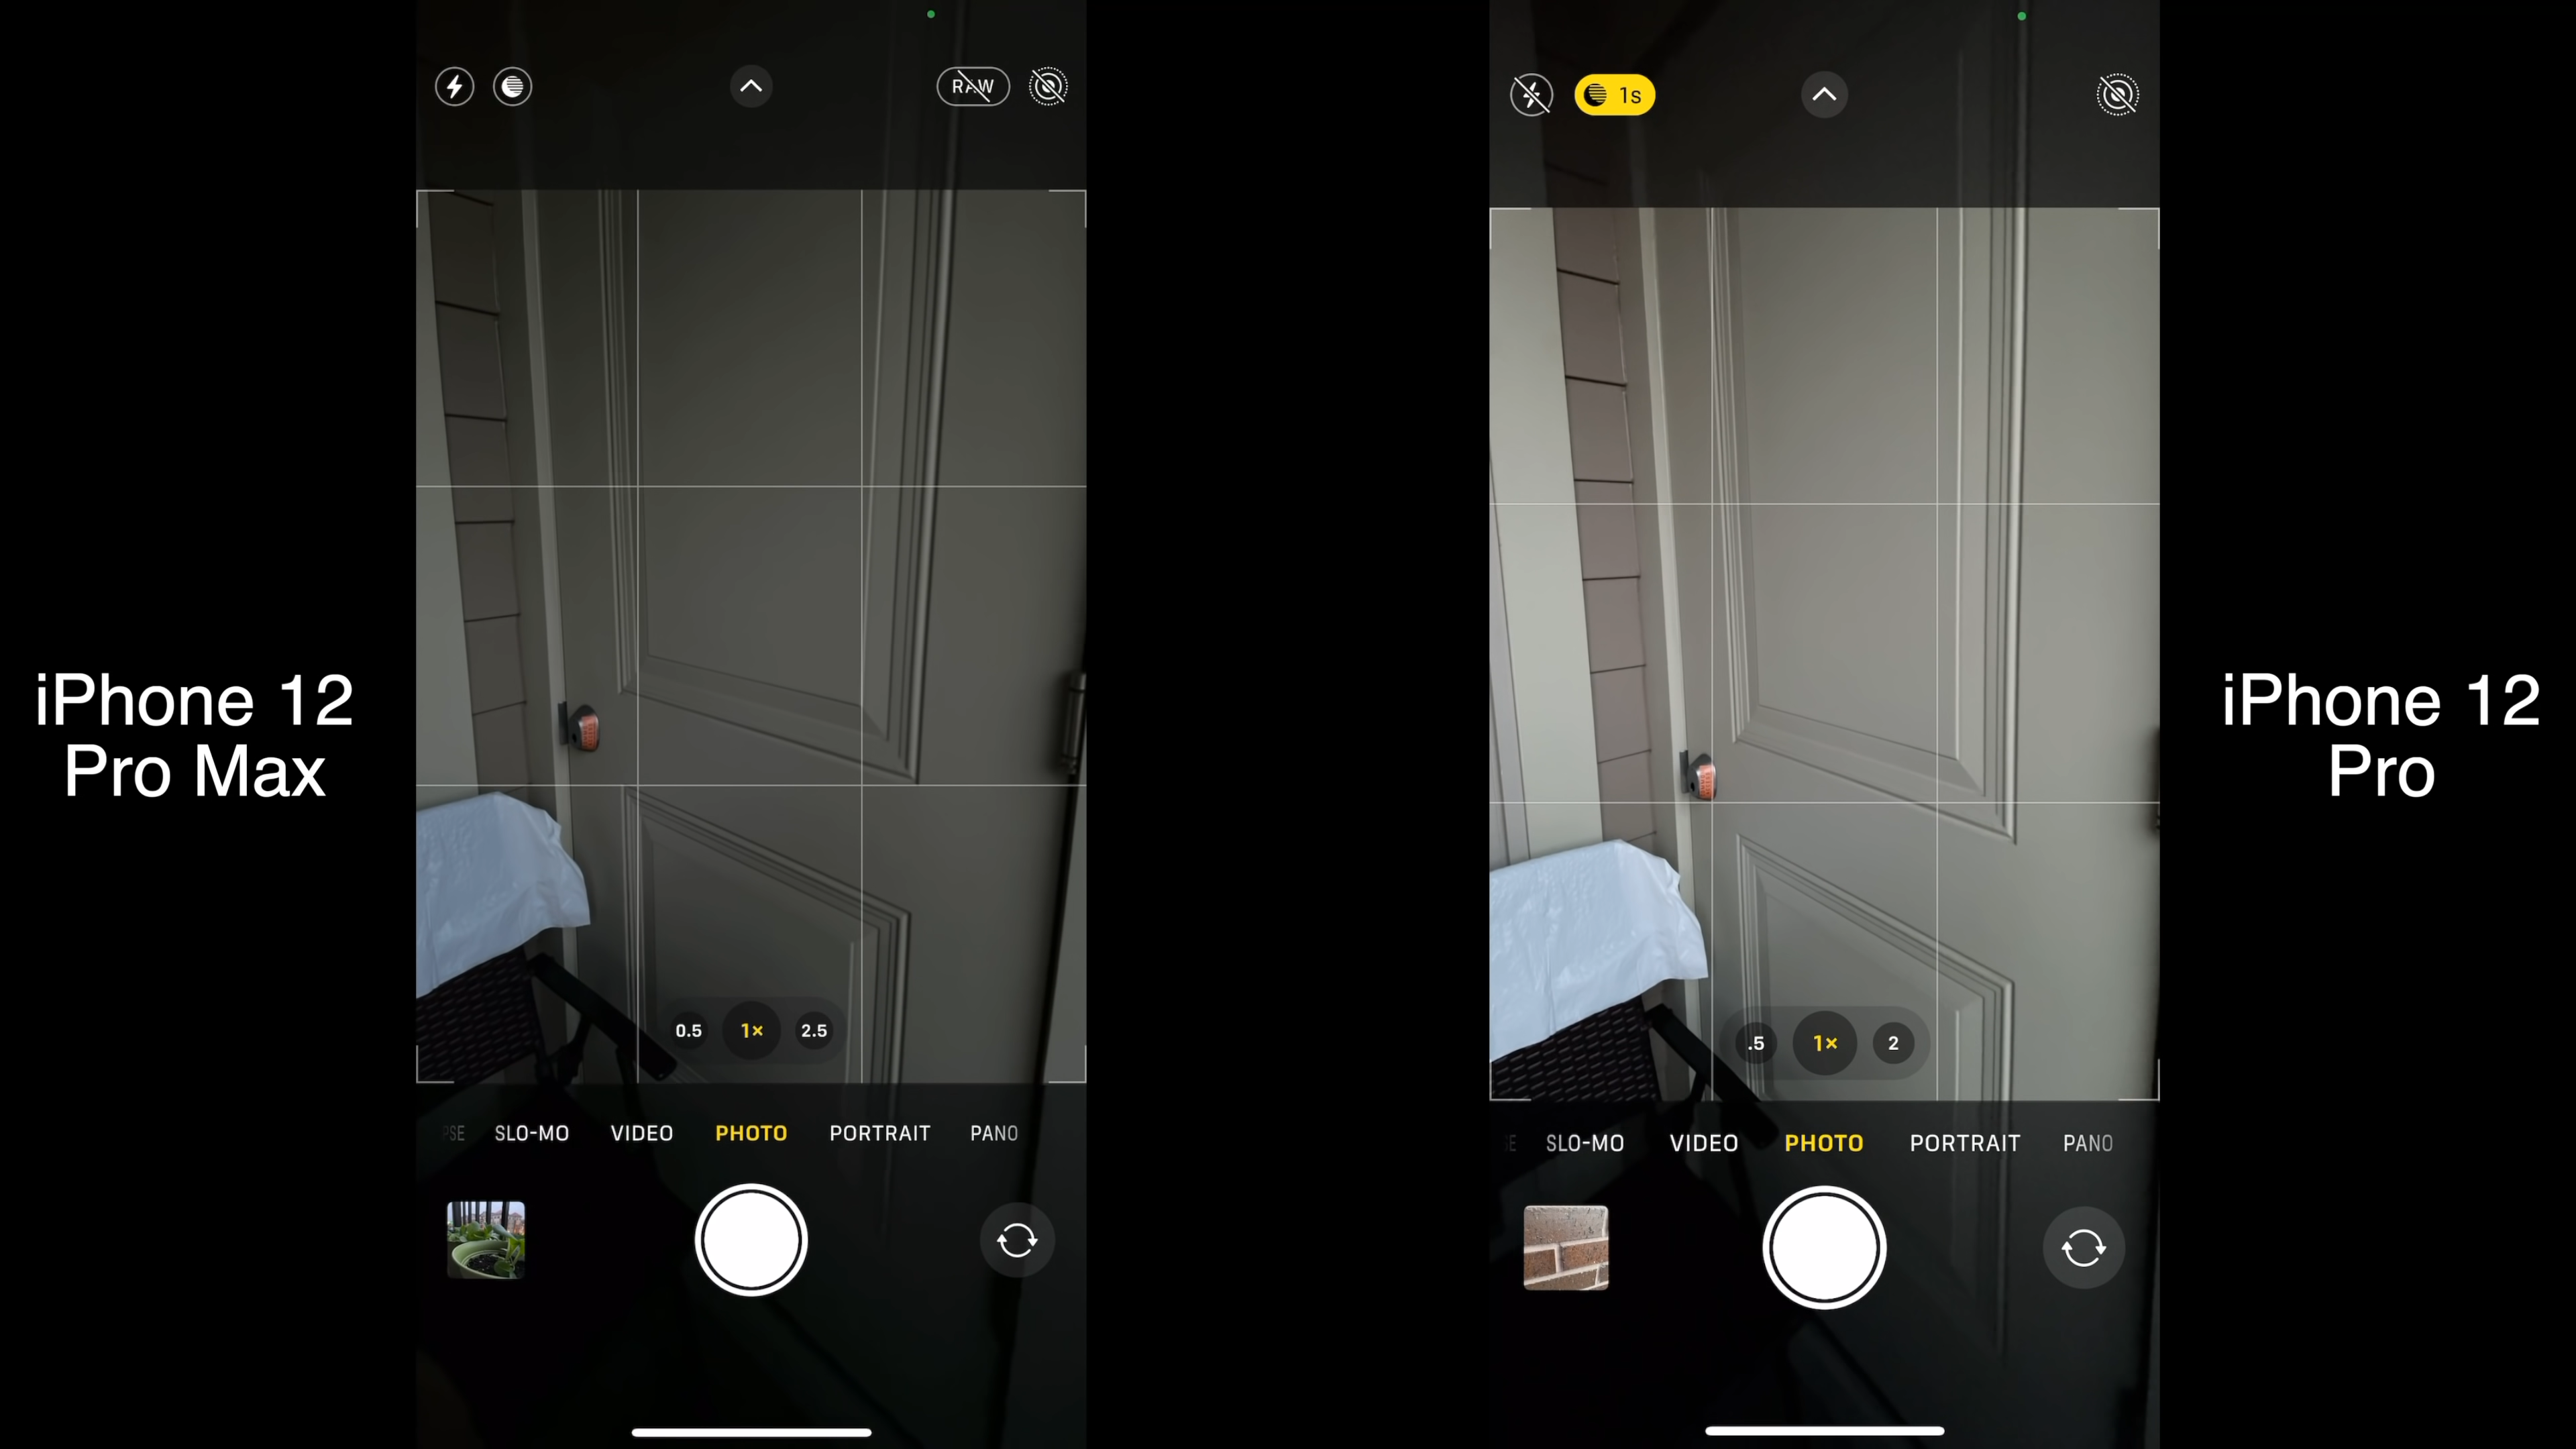 iPhone 12
Pro Max
RAW
0.5 1× 2.5
PSE SLO-MO VIDEO PHOTO PORTRAIT PANO
1s
.5 1× 2
E SLO-MO VIDEO PHOTO PORTRAIT PANO
iPhone 12
Pro